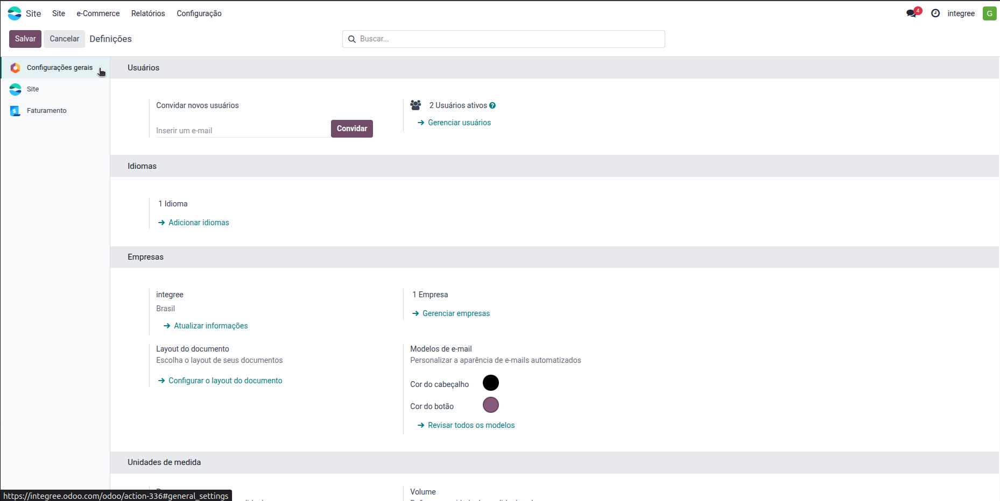 Site
Site
e-Commerce
Relatórios
Configuração
4
integree
G
Salvar
Cancelar
Definições
Buscar...
Configurações gerais
Site
Faturamento
Usuários
Convidar novos usuários
Inserir um e-mail
Convidar
2 Usuários ativos ?
Gerenciar usuários
Idiomas
1 Idioma
Adicionar idiomas
Empresas
integree
Brasil
Atualizar informações
1 Empresa
Gerenciar empresas
Layout do documento
Escolha o layout de seus documentos
Configurar o layout do documento
Modelos de e-mail
Personalizar a aparência de e-mails automatizados
Cor do cabeçalho
Cor do botão
Revisar todos os modelos
Unidades de medida
Volume
https://integree.odoo.com/odoo/action-336#general_settings